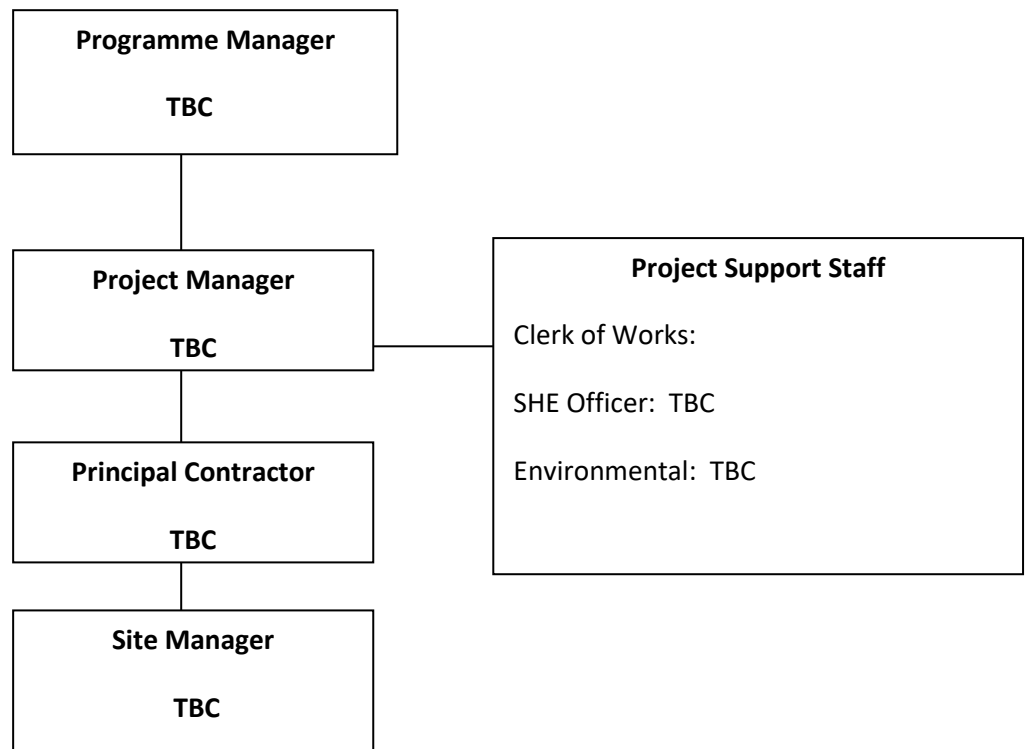 Programme Manager
TBC
Project Manager
TBC
Project Support Staff
Clerk of Works:
SHE Officer: TBC
Environmental: TBC
Principal Contractor
TBC
Site Manager
TBC